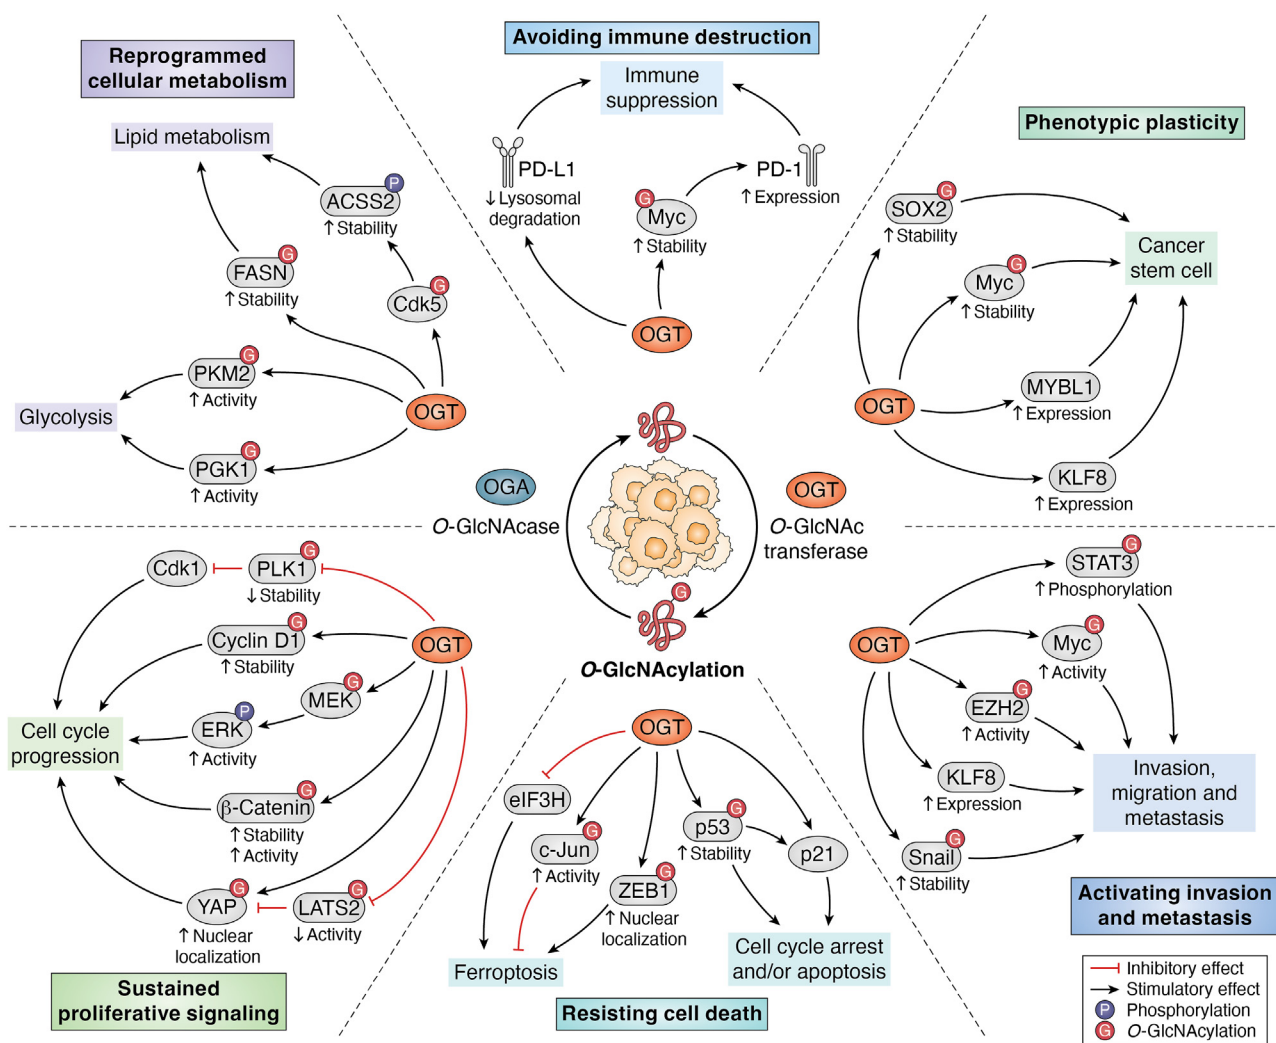 Reprogrammed
cellular metabolism
Lipid metabolism
P
ACSS2
↑Stability
G
FASN
↑Stability
G
Cdk5
G
PKM2
↑Activity
Glycolysis
OGT
G
PGK1
↑Activity
Avoiding immune destruction
Immune
suppression
PD-L1
↓Lysosomal
degradation
PD-1
↑Expression
G
Myc
↑Stability
OGT
Phenotypic plasticity
G
SOX2
↑Stability
Cancer
stem cell
G
Myc
↑Stability
MYBL1
↑Expression
OGT
KLF8
↑Expression
OGA
O-GlcNAcase
OGT
O-GlcNAc
transferase
G
O-GlcNAcylation
Cdk1
G
PLK1
↓Stability
G
Cyclin D1
↑Stability
OGT
G
MEK
P
ERK
↑Activity
Cell cycle
progression
G
β-Catenin
↑Stability
↑Activity
G
YAP
↑Nuclear
localization
G
LATS2
↓Activity
Sustained
proliferative signaling
OGT
eIF3H
G
c-Jun
↑Activity
G
ZEB1
↑Nuclear
localization
G
p53
↑Stability
p21
Ferroptosis
Cell cycle arrest
and/or apoptosis
Resisting cell death
G
STAT3
↑Phosphorylation
OGT
G
Myc
↑Activity
G
EZH2
↑Activity
KLF8
↑Expression
G
Snail
↑Stability
Invasion,
migration and
metastasis
Activating invasion
and metastasis
Inhibitory effect
Stimulatory effect
P Phosphorylation
G O-GlcNAcylation